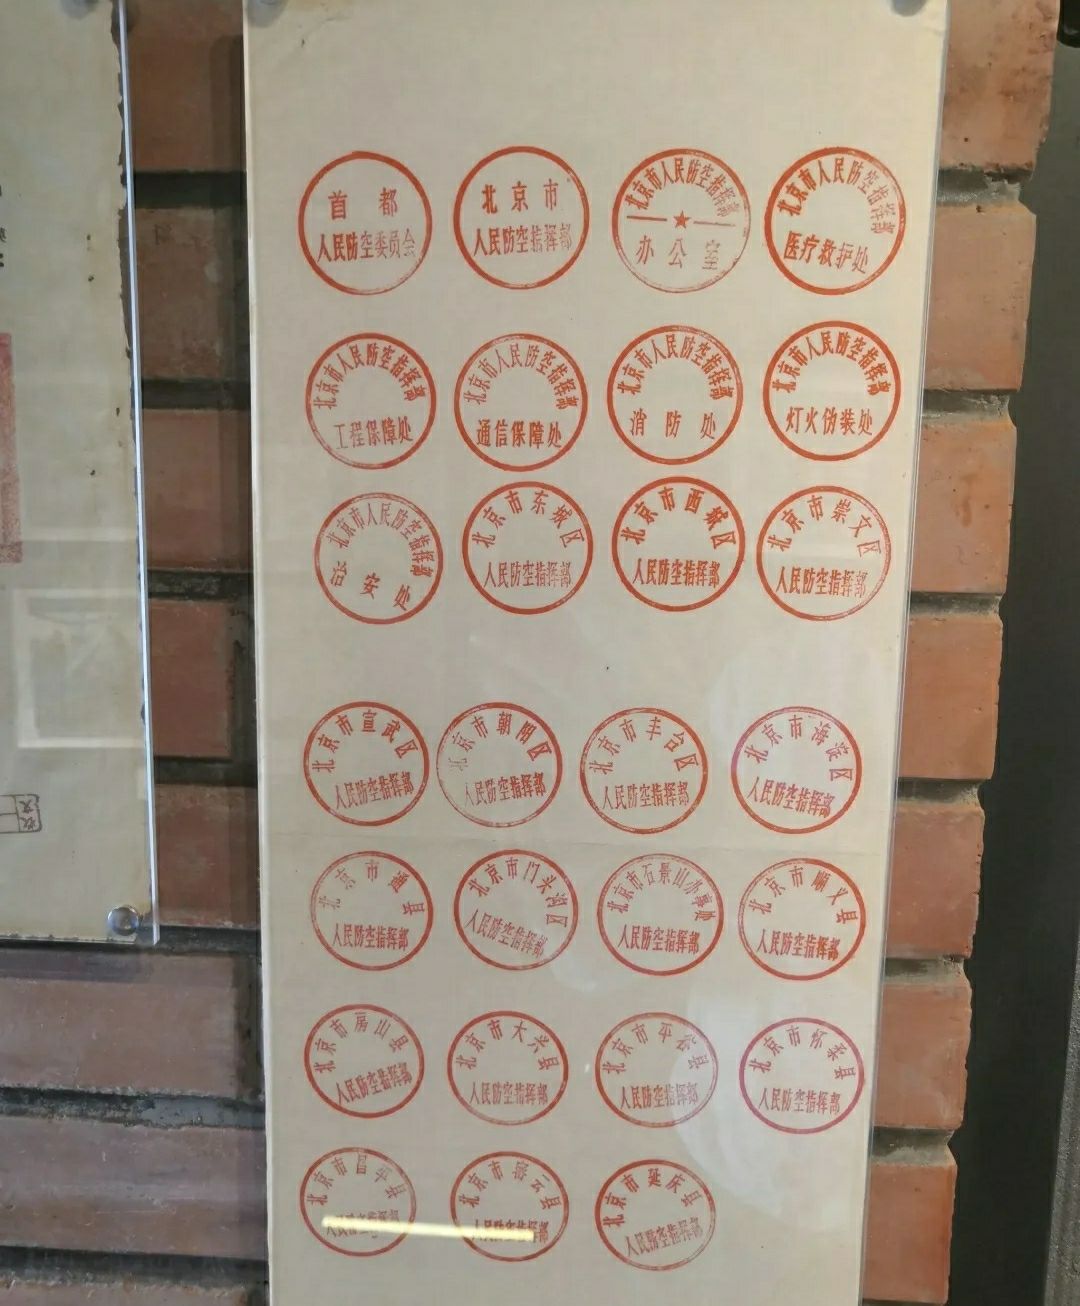 首都
人民防空委员会
北京市
人民防空指挥部
北京市人民防空指挥部
办公室
北京市人民防空指挥部
医疗救护处
北京市人民防空指挥部
工程保障处
北京市人民防空指挥部
通信保障处
北京市人民防空指挥部
消防处
北京市人民防空指挥部
灯火伪装处
北京市人民防空指挥部
治安处
北京市东城区
人民防空指挥部
北京市西城区
人民防空指挥部
北京市崇文区
人民防空指挥部
北京市宣武区
人民防空指挥部
北京市朝阳区
人民防空指挥部
北京市丰台区
人民防空指挥部
北京市海淀区
人民防空指挥部
北京市通县
人民防空指挥部
北京市门头沟区
人民防空指挥部
北京市石景山办事处
人民防空指挥部
北京市顺义县
人民防空指挥部
北京市房山县
人民防空指挥部
北京市大兴县
人民防空指挥部
北京市平谷县
人民防空指挥部
北京市怀柔县
人民防空指挥部
北京市昌平县
人民防空指挥部
北京市密云县
人民防空指挥部
北京市延庆县
人民防空指挥部